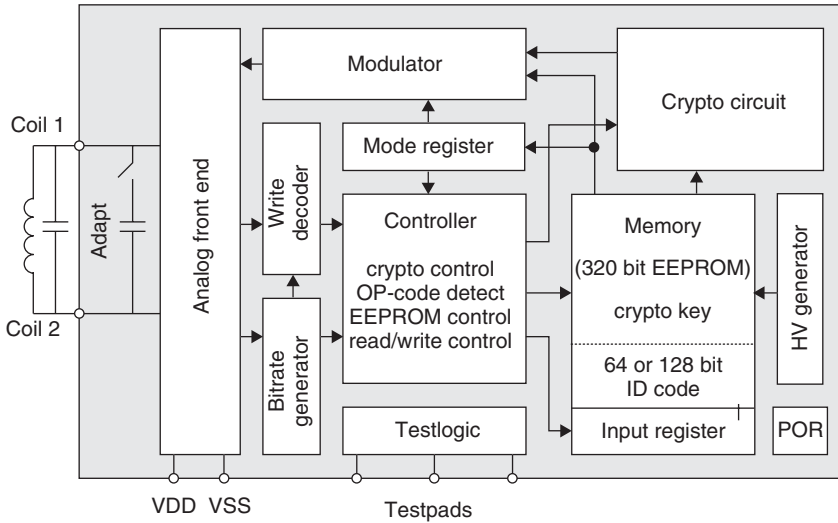 Modulator
Crypto circuit
Coil 1
Mode register
Adapt
Analog front end
Write
decoder
Controller
crypto control
OP-code detect
EEPROM control
read/write control
Memory
(320 bit EEPROM)
crypto key
64 or 128 bit
ID code
Input register
HV generator
Coil 2
Bitrate
generator
Testlogic
POR
VDD VSS
Testpads